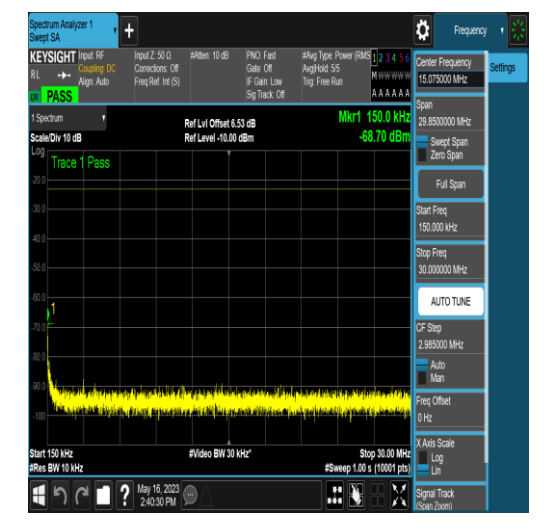 Spectrum Analyzer 1
Swept SA
+
Frequency
KEYSIGHT
RL
PASS
Input: RF
Coupling: DC
Align: Auto
Input Z: 50 Ω
Corrections: Off
Freq Ref: Int (S)
#Atten: 10 dB
PNO: Fast
Gate: Off
IF Gain: Low
Sig Track: Off
#Avg Type: Power (RMS
Avg|Hold: 5/5
Trig: Free Run
1 2 3 4 5 6
M W W W W W
A A A A A A
1 Spectrum
Scale/Div 10 dB
Ref Lvl Offset 6.53 dB
Ref Level -10.00 dBm
Mkr1 150.0 kHz
-68.70 dBm
Log
Trace 1 Pass
-20.0
-30.0
-40.0
-50.0
-60.0
-70.0
-80.0
-90.0
-100
1
Start 150 kHz
#Res BW 10 kHz
#Video BW 30 kHz*
Stop 30.00 MHz
#Sweep 1.00 s (10001 pts)
May 16, 2023
2:40:30 PM
Center Frequency
15.075000 MHz
Settings
Span
29.8500000 MHz
Swept Span
Zero Span
Full Span
Start Freq
150.000 kHz
Stop Freq
30.000000 MHz
AUTO TUNE
CF Step
2.985000 MHz
Auto
Man
Freq Offset
0 Hz
X Axis Scale
Log
Lin
Signal Track
(Span Zoom)